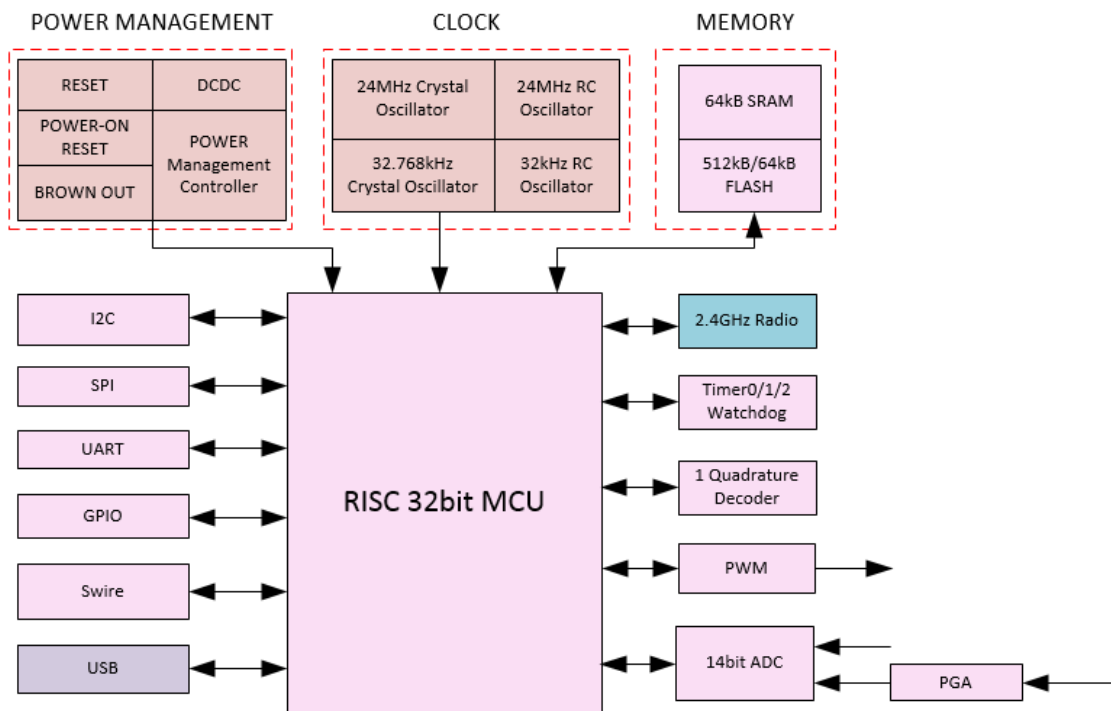 POWER MANAGEMENT
CLOCK
MEMORY
RESET
DCDC
POWER-ON
RESET
POWER
Management
Controller
BROWN OUT
24MHz Crystal
Oscillator
24MHz RC
Oscillator
32.768kHz
Crystal Oscillator
32kHz RC
Oscillator
64kB SRAM
512kB/64kB
FLASH
I2C
SPI
UART
GPIO
Swire
USB
RISC 32bit MCU
2.4GHz Radio
Timer0/1/2
Watchdog
1 Quadrature
Decoder
PWM
14bit ADC
PGA